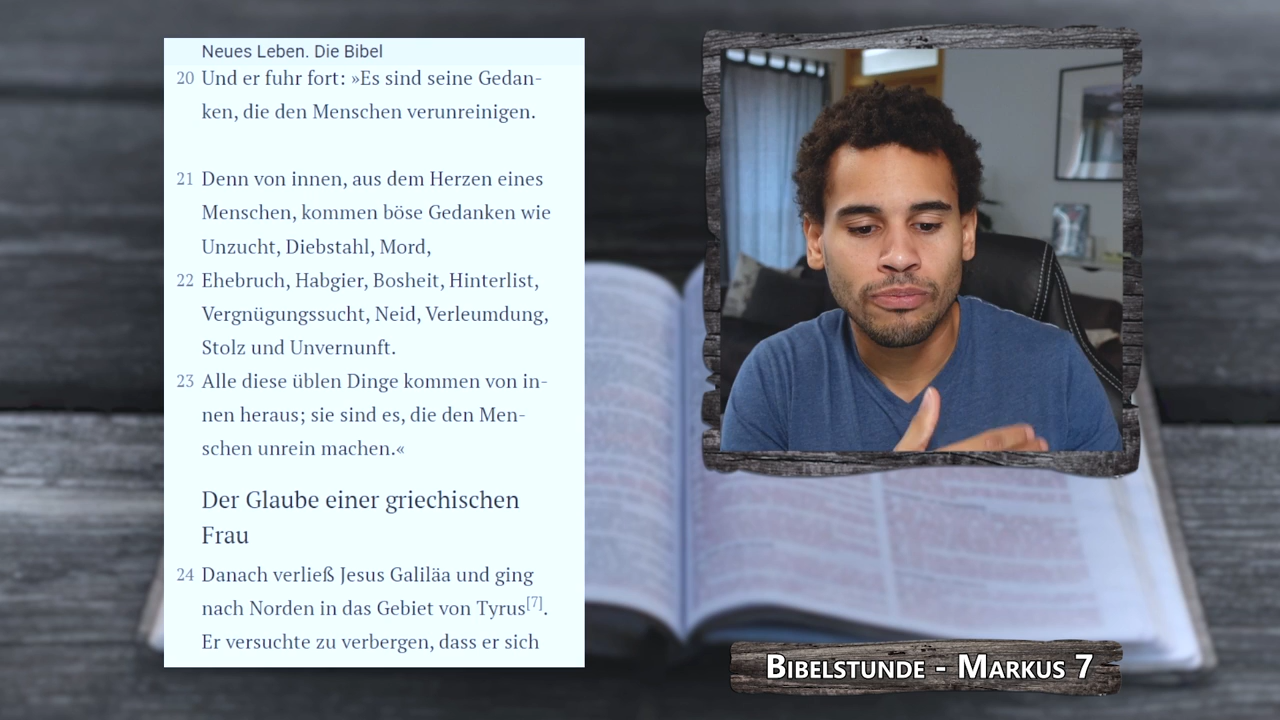 Neues Leben. Die Bibel
20 Und er fuhr fort: »Es sind seine Gedan-
ken, die den Menschen verunreinigen.
21 Denn von innen, aus dem Herzen eines
Menschen, kommen böse Gedanken wie
Unzucht, Diebstahl, Mord,
22 Ehebruch, Habgier, Bosheit, Hinterlist,
Vergnügungssucht, Neid, Verleumdung,
Stolz und Unvernunft.
23 Alle diese üblen Dinge kommen von in-
nen heraus; sie sind es, die den Men-
schen unrein machen.«
Der Glaube einer griechischen
Frau
24 Danach verließ Jesus Galiläa und ging
nach Norden in das Gebiet von Tyrus[7].
Er versuchte zu verbergen, dass er sich
Bibelstunde - Markus 7